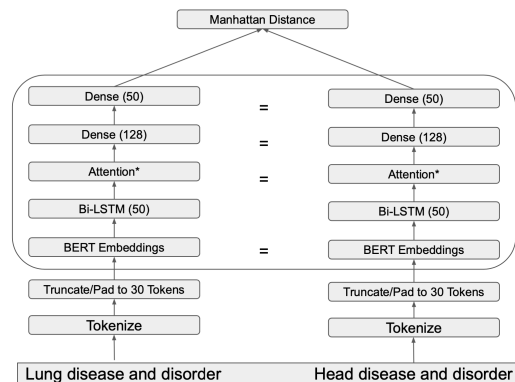 Manhattan Distance
Dense (50) = Dense (50)
Dense (128) = Dense (128)
Attention* = Attention*
Bi-LSTM (50) Bi-LSTM (50)
BERT Embeddings = BERT Embeddings
Truncate/Pad to 30 Tokens Truncate/Pad to 30 Tokens
Tokenize Tokenize
Lung disease and disorder Head disease and disorder